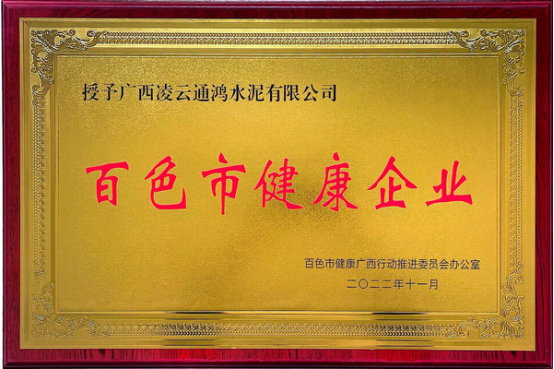 授予广西凌云通鸿水泥有限公司
百色市健康企业
百色市健康广西行动推进委员会办公室
二〇二二年十一月